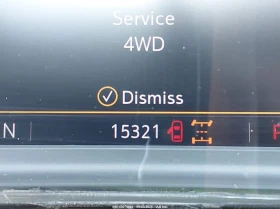 Service
4WD
Dismiss
N 15321